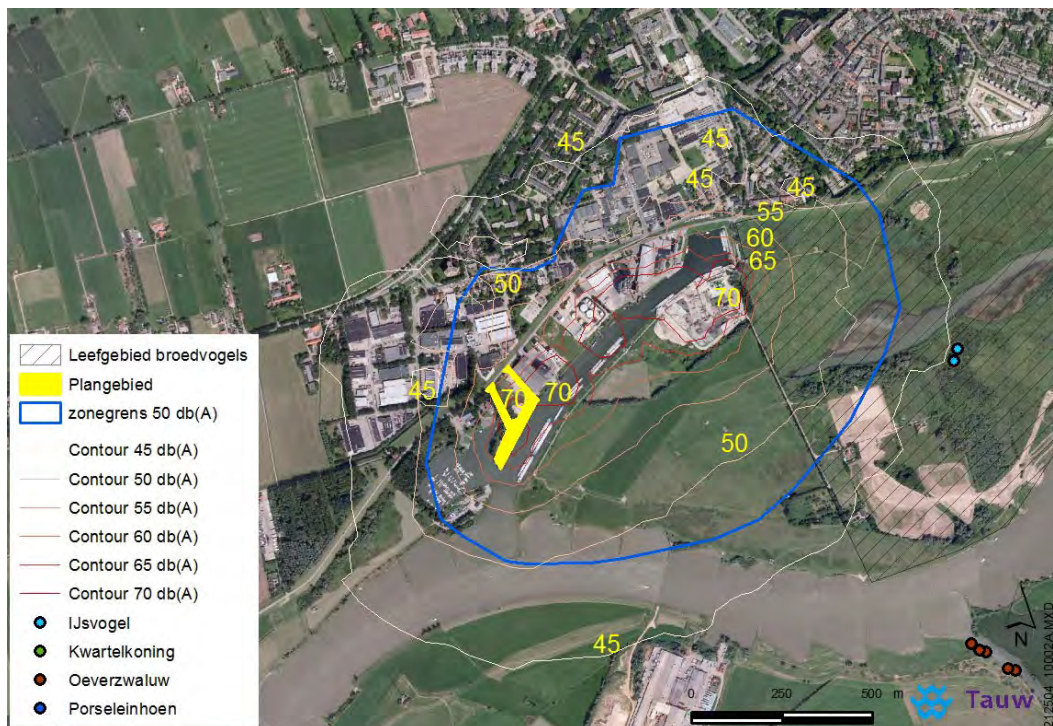 45
45
45
45
55
60
65
50
70
45
70
70
50
45
Leefgebied broedvogels
Plangebied
zonegrens 50 db(A)
Contour 45 db(A)
Contour 50 db(A)
Contour 55 db(A)
Contour 60 db(A)
Contour 65 db(A)
Contour 70 db(A)
IJsvogel
Kwartelkoning
Oeverzwaluw
Porseleinhoen
N
0 250 500 m
Tauw